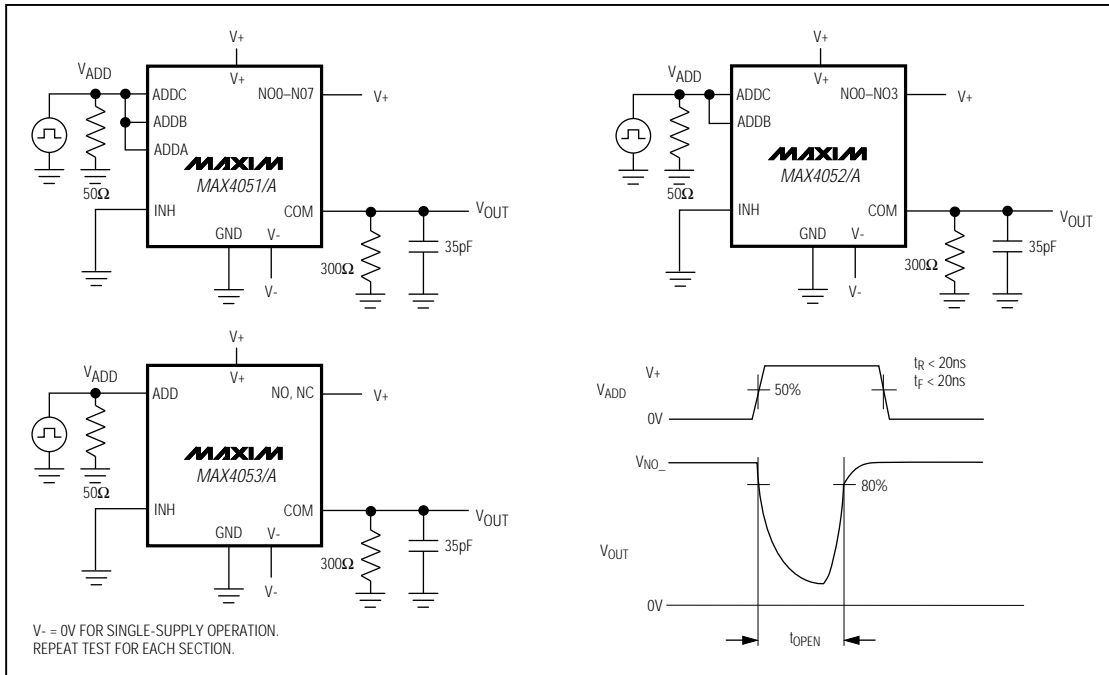 V+
V+
VADD
ADDC
ADDB
ADDA
NO0–N07
V+
50Ω
MAXIM
MAX4051/A
INH
COM
VOUT
GND
V-
V-
300Ω
35pF
V+
V+
VADD
ADDC
ADDB
NO0–NO3
V+
50Ω
MAXIM
MAX4052/A
INH
COM
VOUT
GND
V-
V-
300Ω
35pF
V+
V+
VADD
ADD
NO, NC
V+
50Ω
MAXIM
MAX4053/A
INH
COM
VOUT
GND
V-
V-
300Ω
35pF
V- = 0V FOR SINGLE-SUPPLY OPERATION.
REPEAT TEST FOR EACH SECTION.
V+
VADD
0V
50%
tR < 20ns
tF < 20ns
VNO_
80%
VOUT
0V
tOPEN